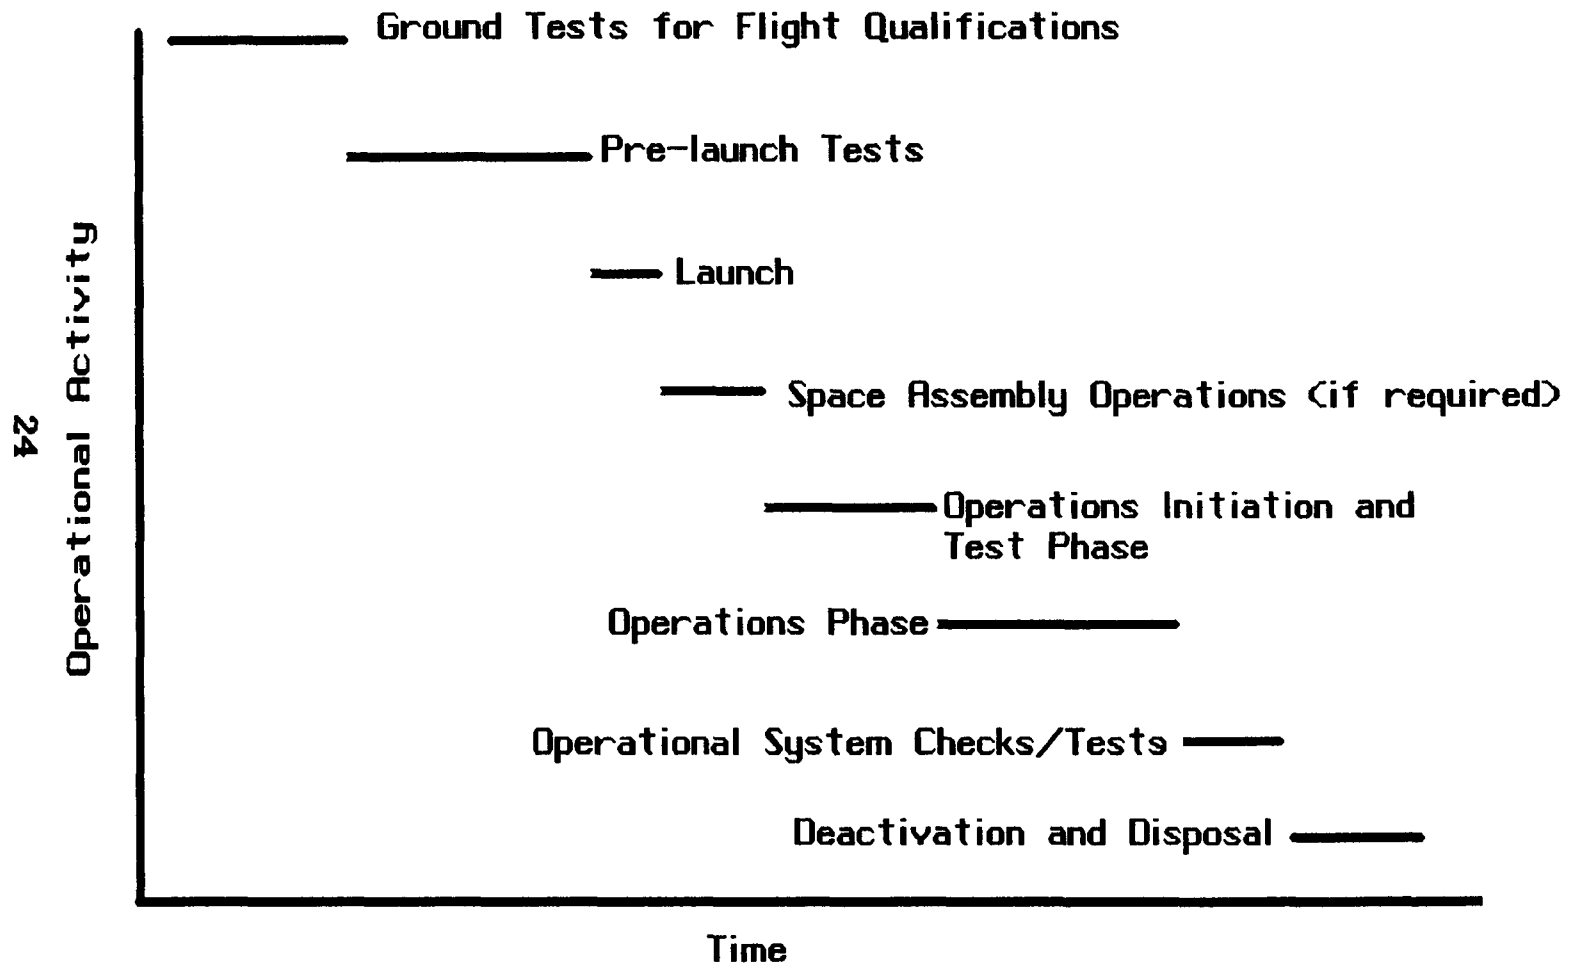 Ground Tests for Flight Qualifications
Pre-launch Tests
Launch
Space Assembly Operations (if required)
Operations Initiation and
Test Phase
Operations Phase
Operational System Checks/Tests
Deactivation and Disposal
Time
Operational Activity
24